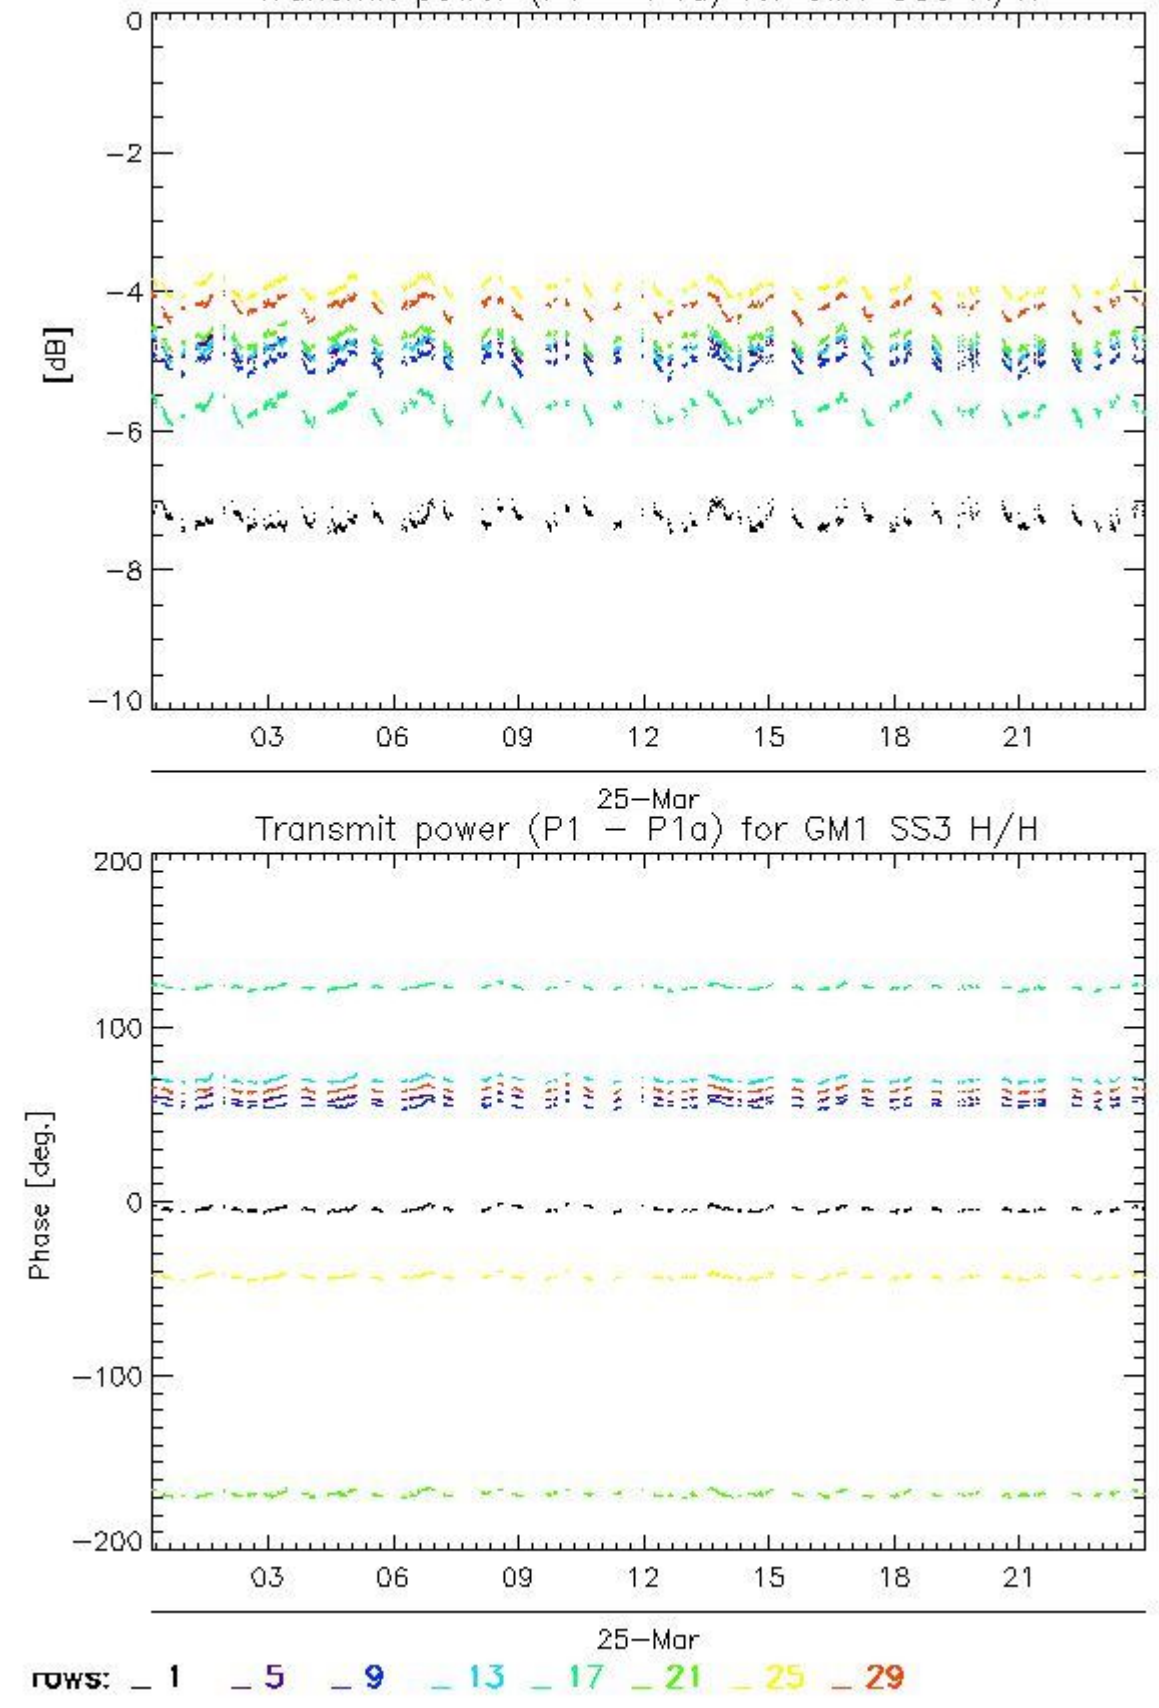 0
−2
−4
[dB]
−6
−8
−10
03 06 09 12 15 18 21
25−Mar
Transmit power (P1 − P1a) for GM1 SS3 H/H
200
100
0
Phase [deg.]
−100
−200
03 06 09 12 15 18 21
25−Mar
rows: _ 1 _ 5 _ 9 _ 13 _ 17 _ 21 _ 25 _ 29